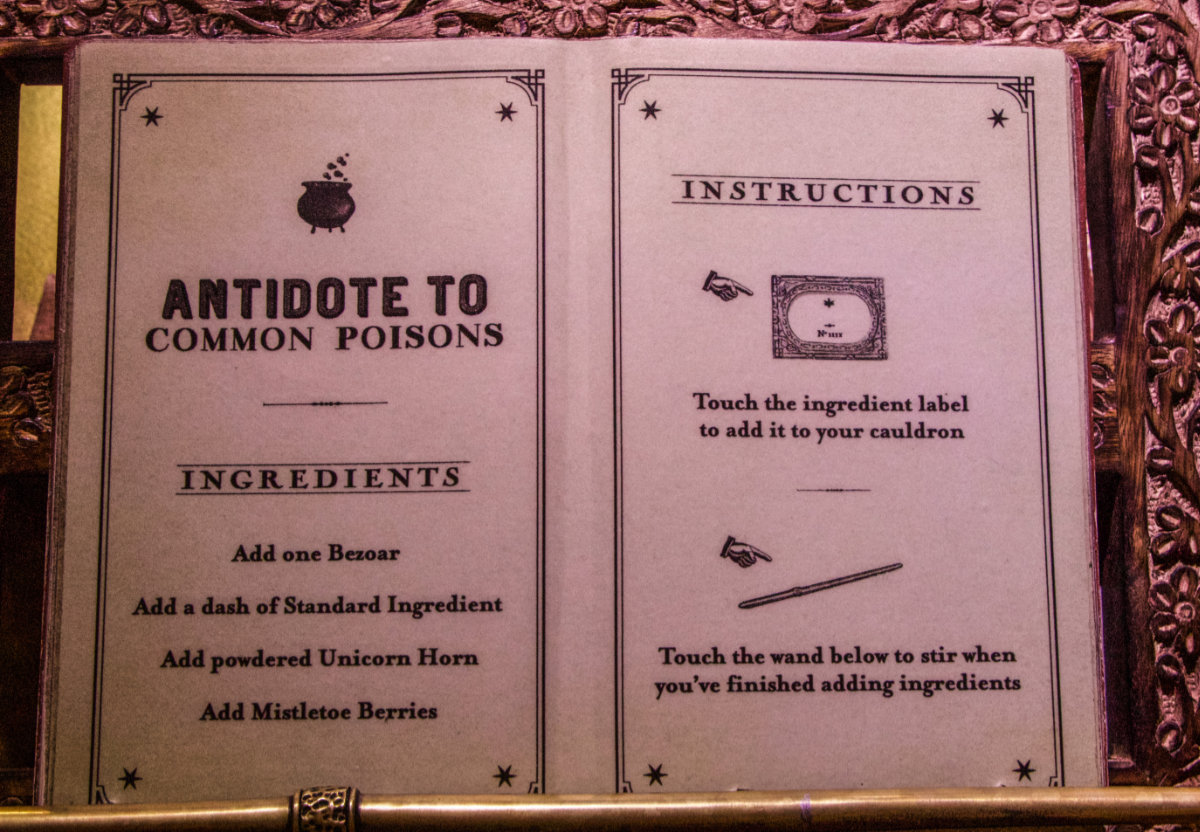 ANTIDOTE TO
COMMON POISONS
INGREDIENTS
Add one Bezoar
Add a dash of Standard Ingredient
Add powdered Unicorn Horn
Add Mistletoe Berries
INSTRUCTIONS
Touch the ingredient label
to add it to your cauldron
Touch the wand below to stir when
you've finished adding ingredients